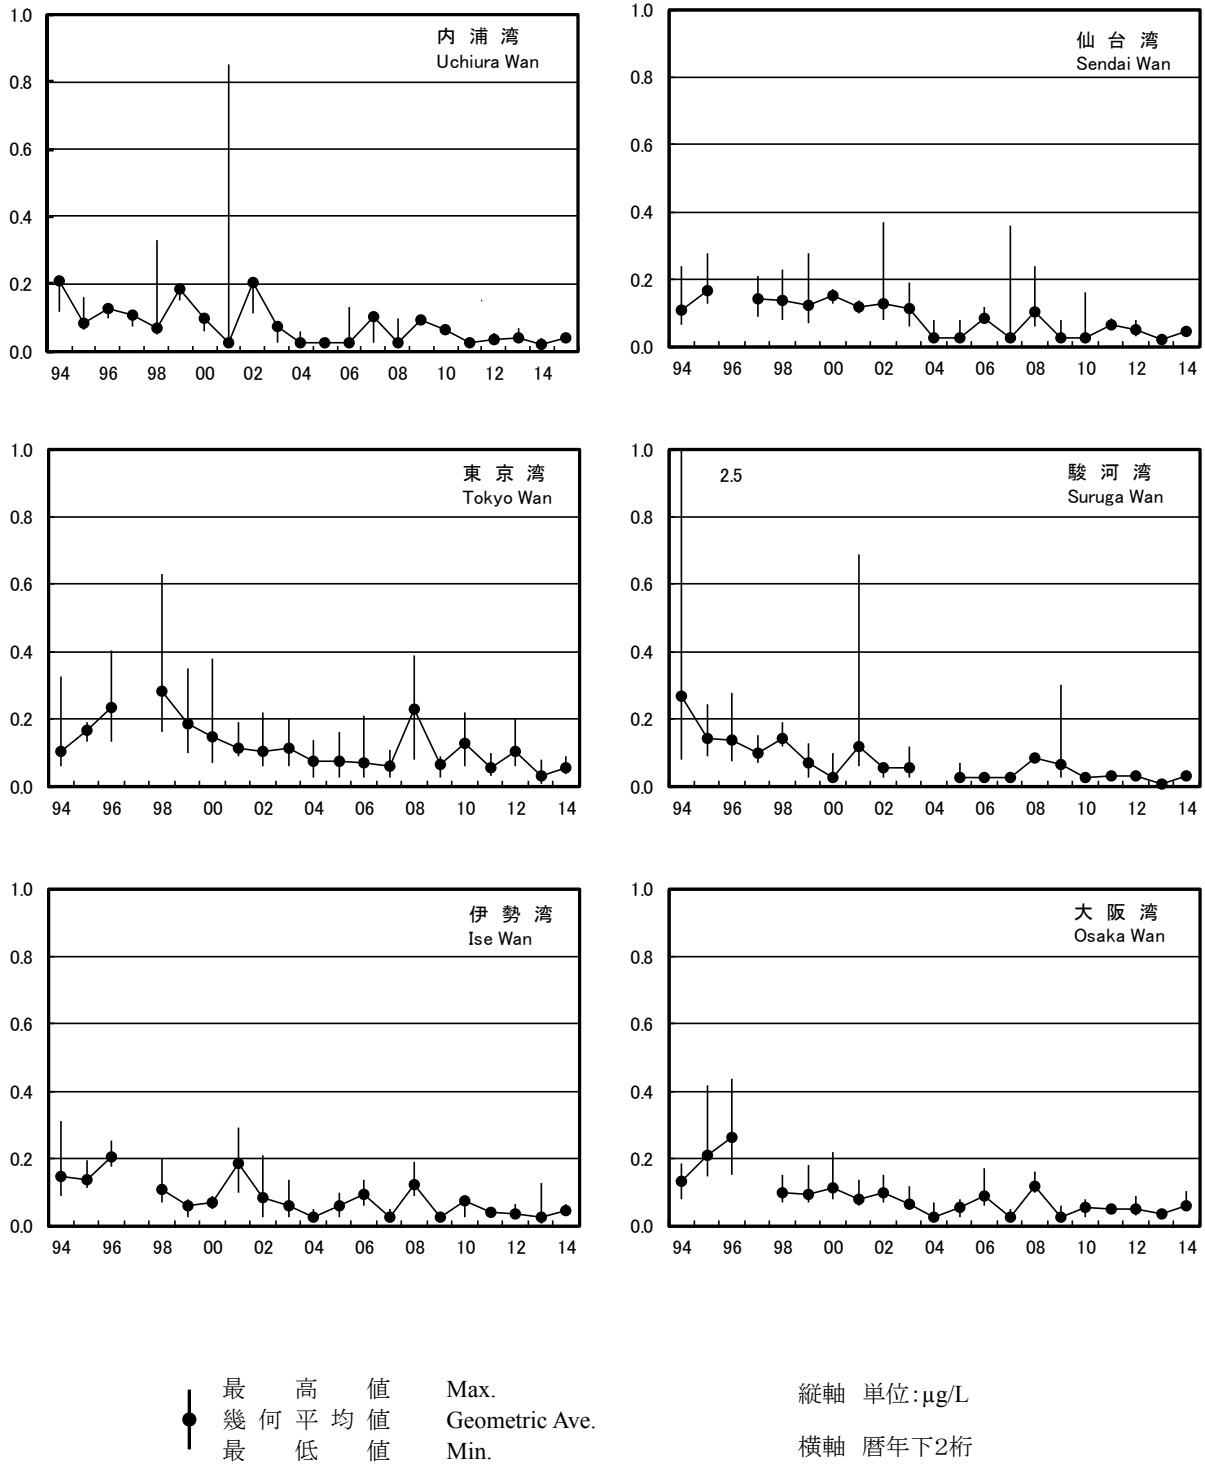 1.0
0.8
0.6
0.4
0.2
0.0
内浦湾
Uchiura Wan
94 96 98 00 02 04 06 08 10 12 14
1.0
0.8
0.6
0.4
0.2
0.0
仙台湾
Sendai Wan
94 96 98 00 02 04 06 08 10 12 14
1.0
0.8
0.6
0.4
0.2
0.0
東京湾
Tokyo Wan
94 96 98 00 02 04 06 08 10 12 14
1.0
0.8
0.6
0.4
0.2
0.0
2.5
駿河湾
Suruga Wan
94 96 98 00 02 04 06 08 10 12 14
1.0
0.8
0.6
0.4
0.2
0.0
伊勢湾
Ise Wan
94 96 98 00 02 04 06 08 10 12 14
1.0
0.8
0.6
0.4
0.2
0.0
大阪湾
Osaka Wan
94 96 98 00 02 04 06 08 10 12 14
最高値 Max.
幾何平均値 Geometric Ave.
最低値 Min.
縦軸 単位:µg/L
横軸 暦年下2桁